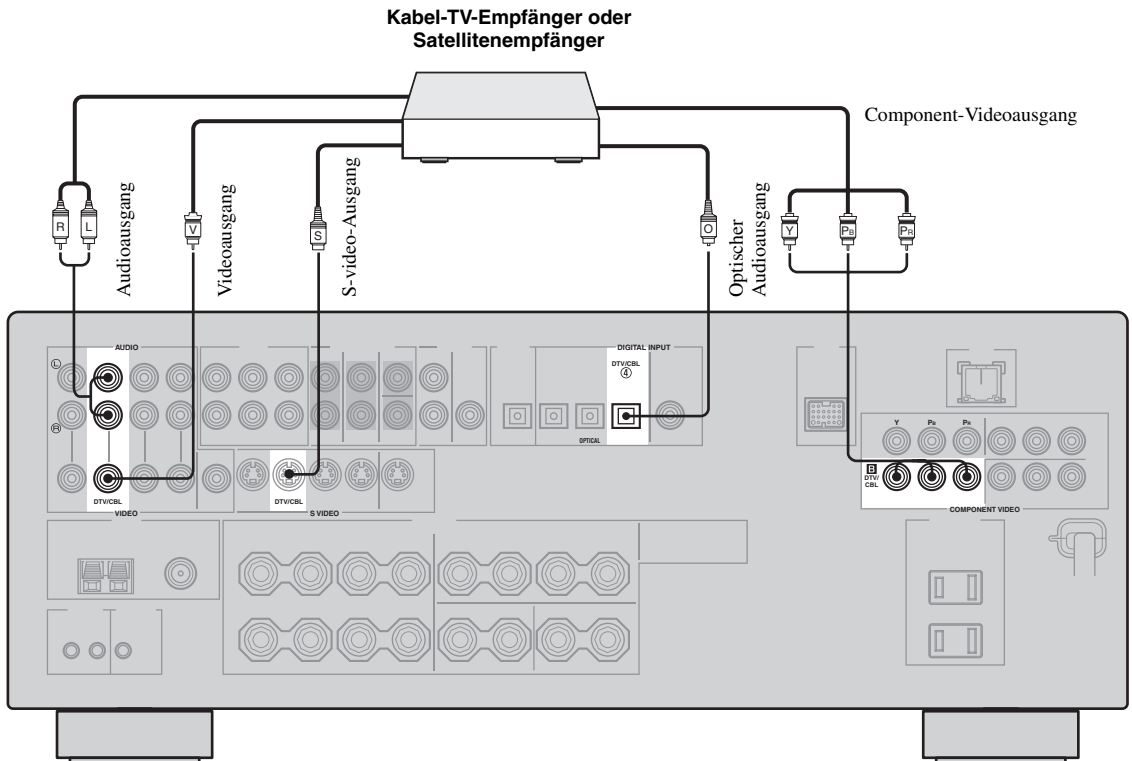 Kabel-TV-Empfänger oder
Satellitenempfänger
Component-Videoausgang
Audioausgang
Videoausgang
S-video-Ausgang
Optischer
Audioausgang
R
L
V
S
O
Y
PB
PR
AUDIO
L
R
DTV/CBL
VIDEO
DTV/CBL
S VIDEO
DIGITAL INPUT
DTV/CBL
④
OPTICAL
Y
PB
PR
B
DTV/
CBL
COMPONENT VIDEO